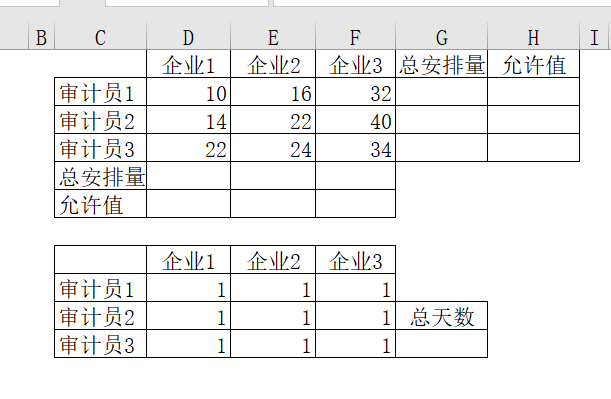 B C D E F G H I
企业1 企业2 企业3 总安排量 允许值
审计员1 10 16 32
审计员2 14 22 40
审计员3 22 24 34
总安排量
允许值
企业1 企业2 企业3
审计员1 1 1 1
审计员2 1 1 1 总天数
审计员3 1 1 1